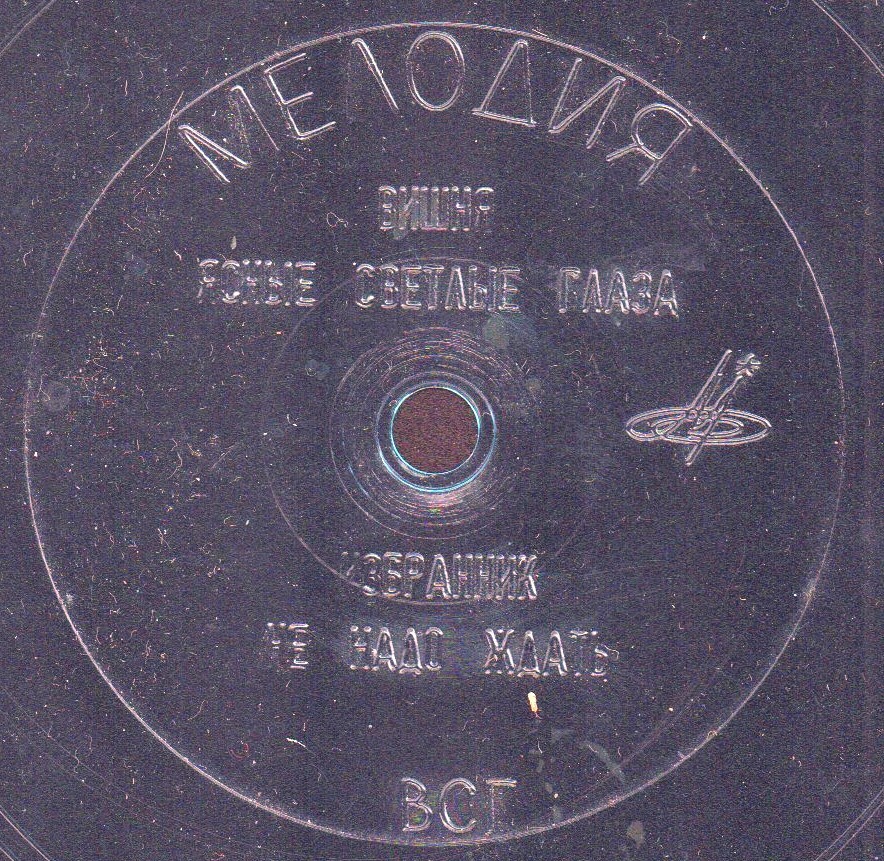 МЕЛОДИЯ
ВИШНЯ
ЯСНЫЕ СВЕТЛЫЕ ГЛАЗА
ИЗБРАННИК
НЕ НАДО ЖДАТЬ
ВСГ